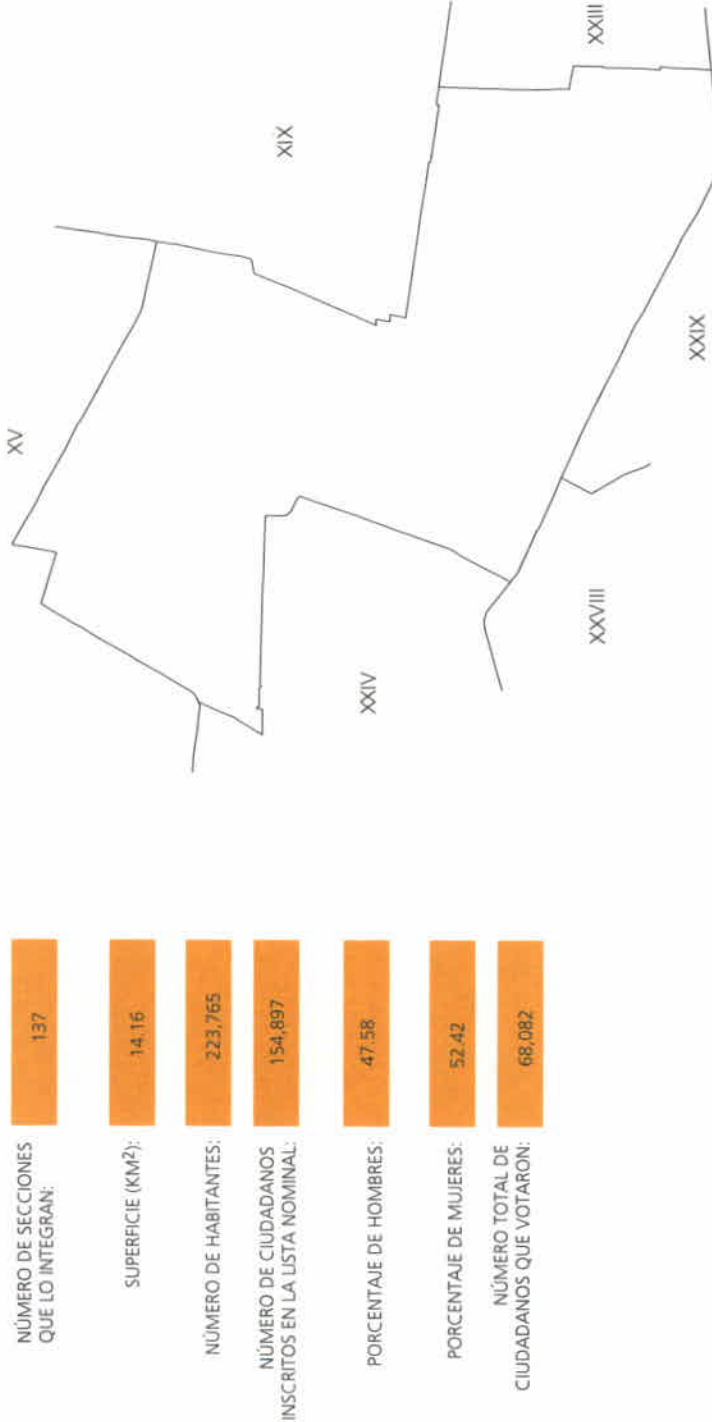 NÚMERO DE SECCIONES
QUE LO INTEGRAN:
137
SUPERFICIE (KM²):
14.16
NÚMERO DE HABITANTES:
223,765
NÚMERO DE CIUDADANOS
INSCRITOS EN LA LISTA NOMINAL:
154,897
PORCENTAJE DE HOMBRES:
47.58
PORCENTAJE DE MUJERES:
52.42
NÚMERO TOTAL DE
CIUDADANOS QUE VOTARON:
68,082
XV
XIX
XXIII
XXIV
XXVIII
XXIX